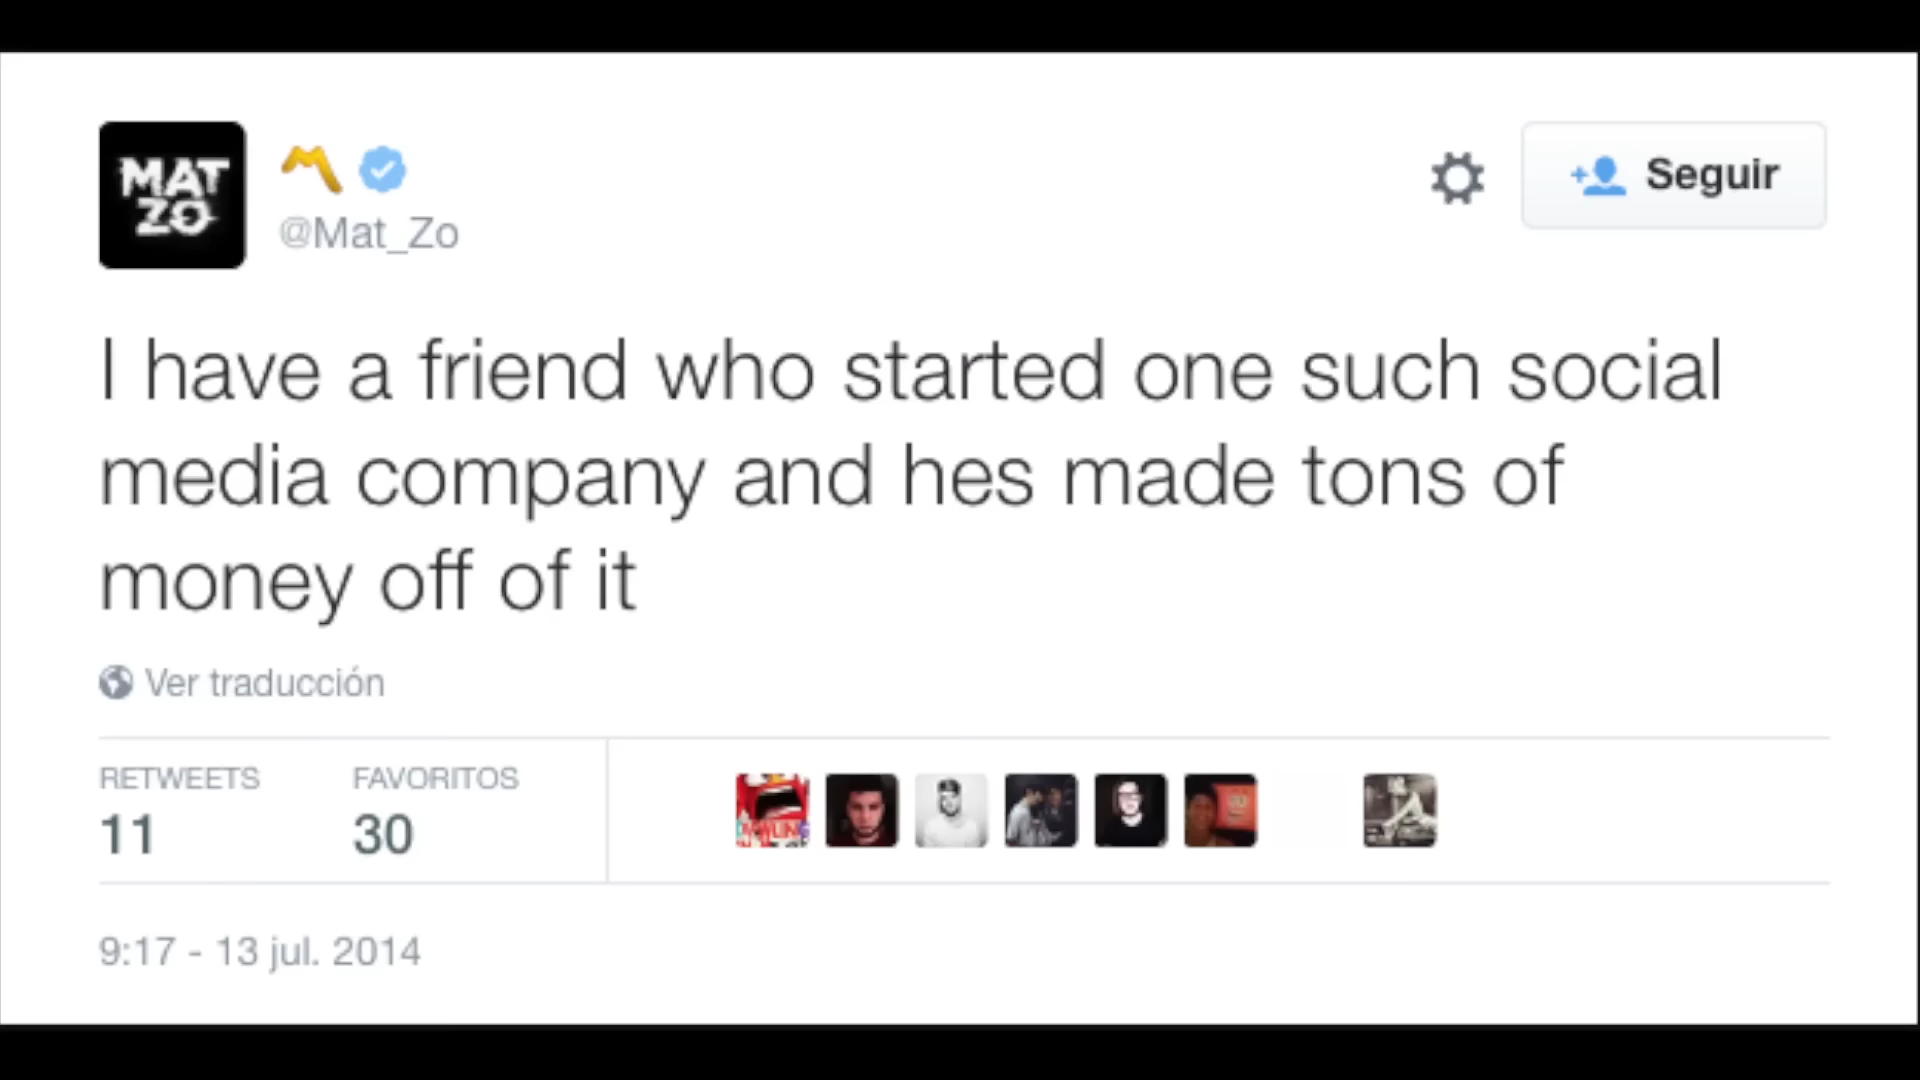 MAT
ZO
@Mat_Zo
Seguir
I have a friend who started one such social
media company and hes made tons of
money off of it
Ver traducción
RETWEETS FAVORITOS
11 30
9:17 - 13 jul. 2014